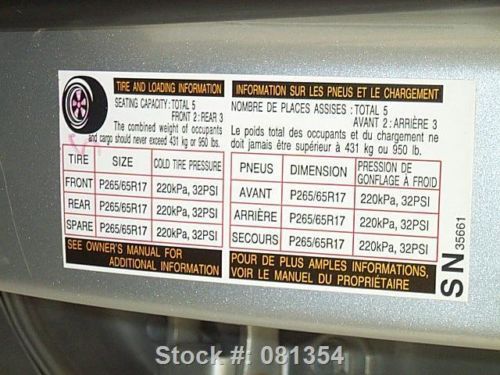 TIRE AND LOADING INFORMATION
SEATING CAPACITY: TOTAL 5
FRONT 2: REAR 3
The combined weight of occupants
and cargo should never exceed 431 kg or 950 lbs.
TIRE SIZE COLD TIRE PRESSURE
FRONT P265/65R17 220kPa, 32PSI
REAR P265/65R17 220kPa, 32PSI
SPARE P265/65R17 220kPa, 32PSI
SEE OWNER'S MANUAL FOR
ADDITIONAL INFORMATION
INFORMATION SUR LES PNEUS ET LE CHARGEMENT
NOMBRE DE PLACES ASSISES : TOTAL 5
AVANT 2 : ARRIÈRE 3
Le poids total des occupants et du chargement ne
doit jamais être supérieur à 431 kg ou 950 lb.
PNEUS DIMENSION PRESSION DE
GONFLAGE À FROID
AVANT P265/65R17 220kPa, 32PSI
ARRIÈRE P265/65R17 220kPa, 32PSI
SECOURS P265/65R17 220kPa, 32PSI
POUR DE PLUS AMPLES INFORMATIONS,
VOIR LE MANUEL DU PROPRIÉTAIRE
SN 35661
Stock #: 081354